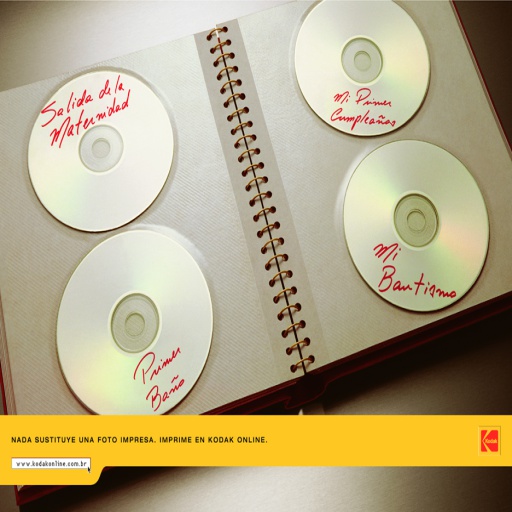 Salida de la
Maternidad
Mi Primer
Cumpleaños
Mi
Bautismo
Primer
Baño
NADA SUSTITUYE UNA FOTO IMPRESA. IMPRIME EN KODAK ONLINE.
www.kodakonline.com.br
Kodak